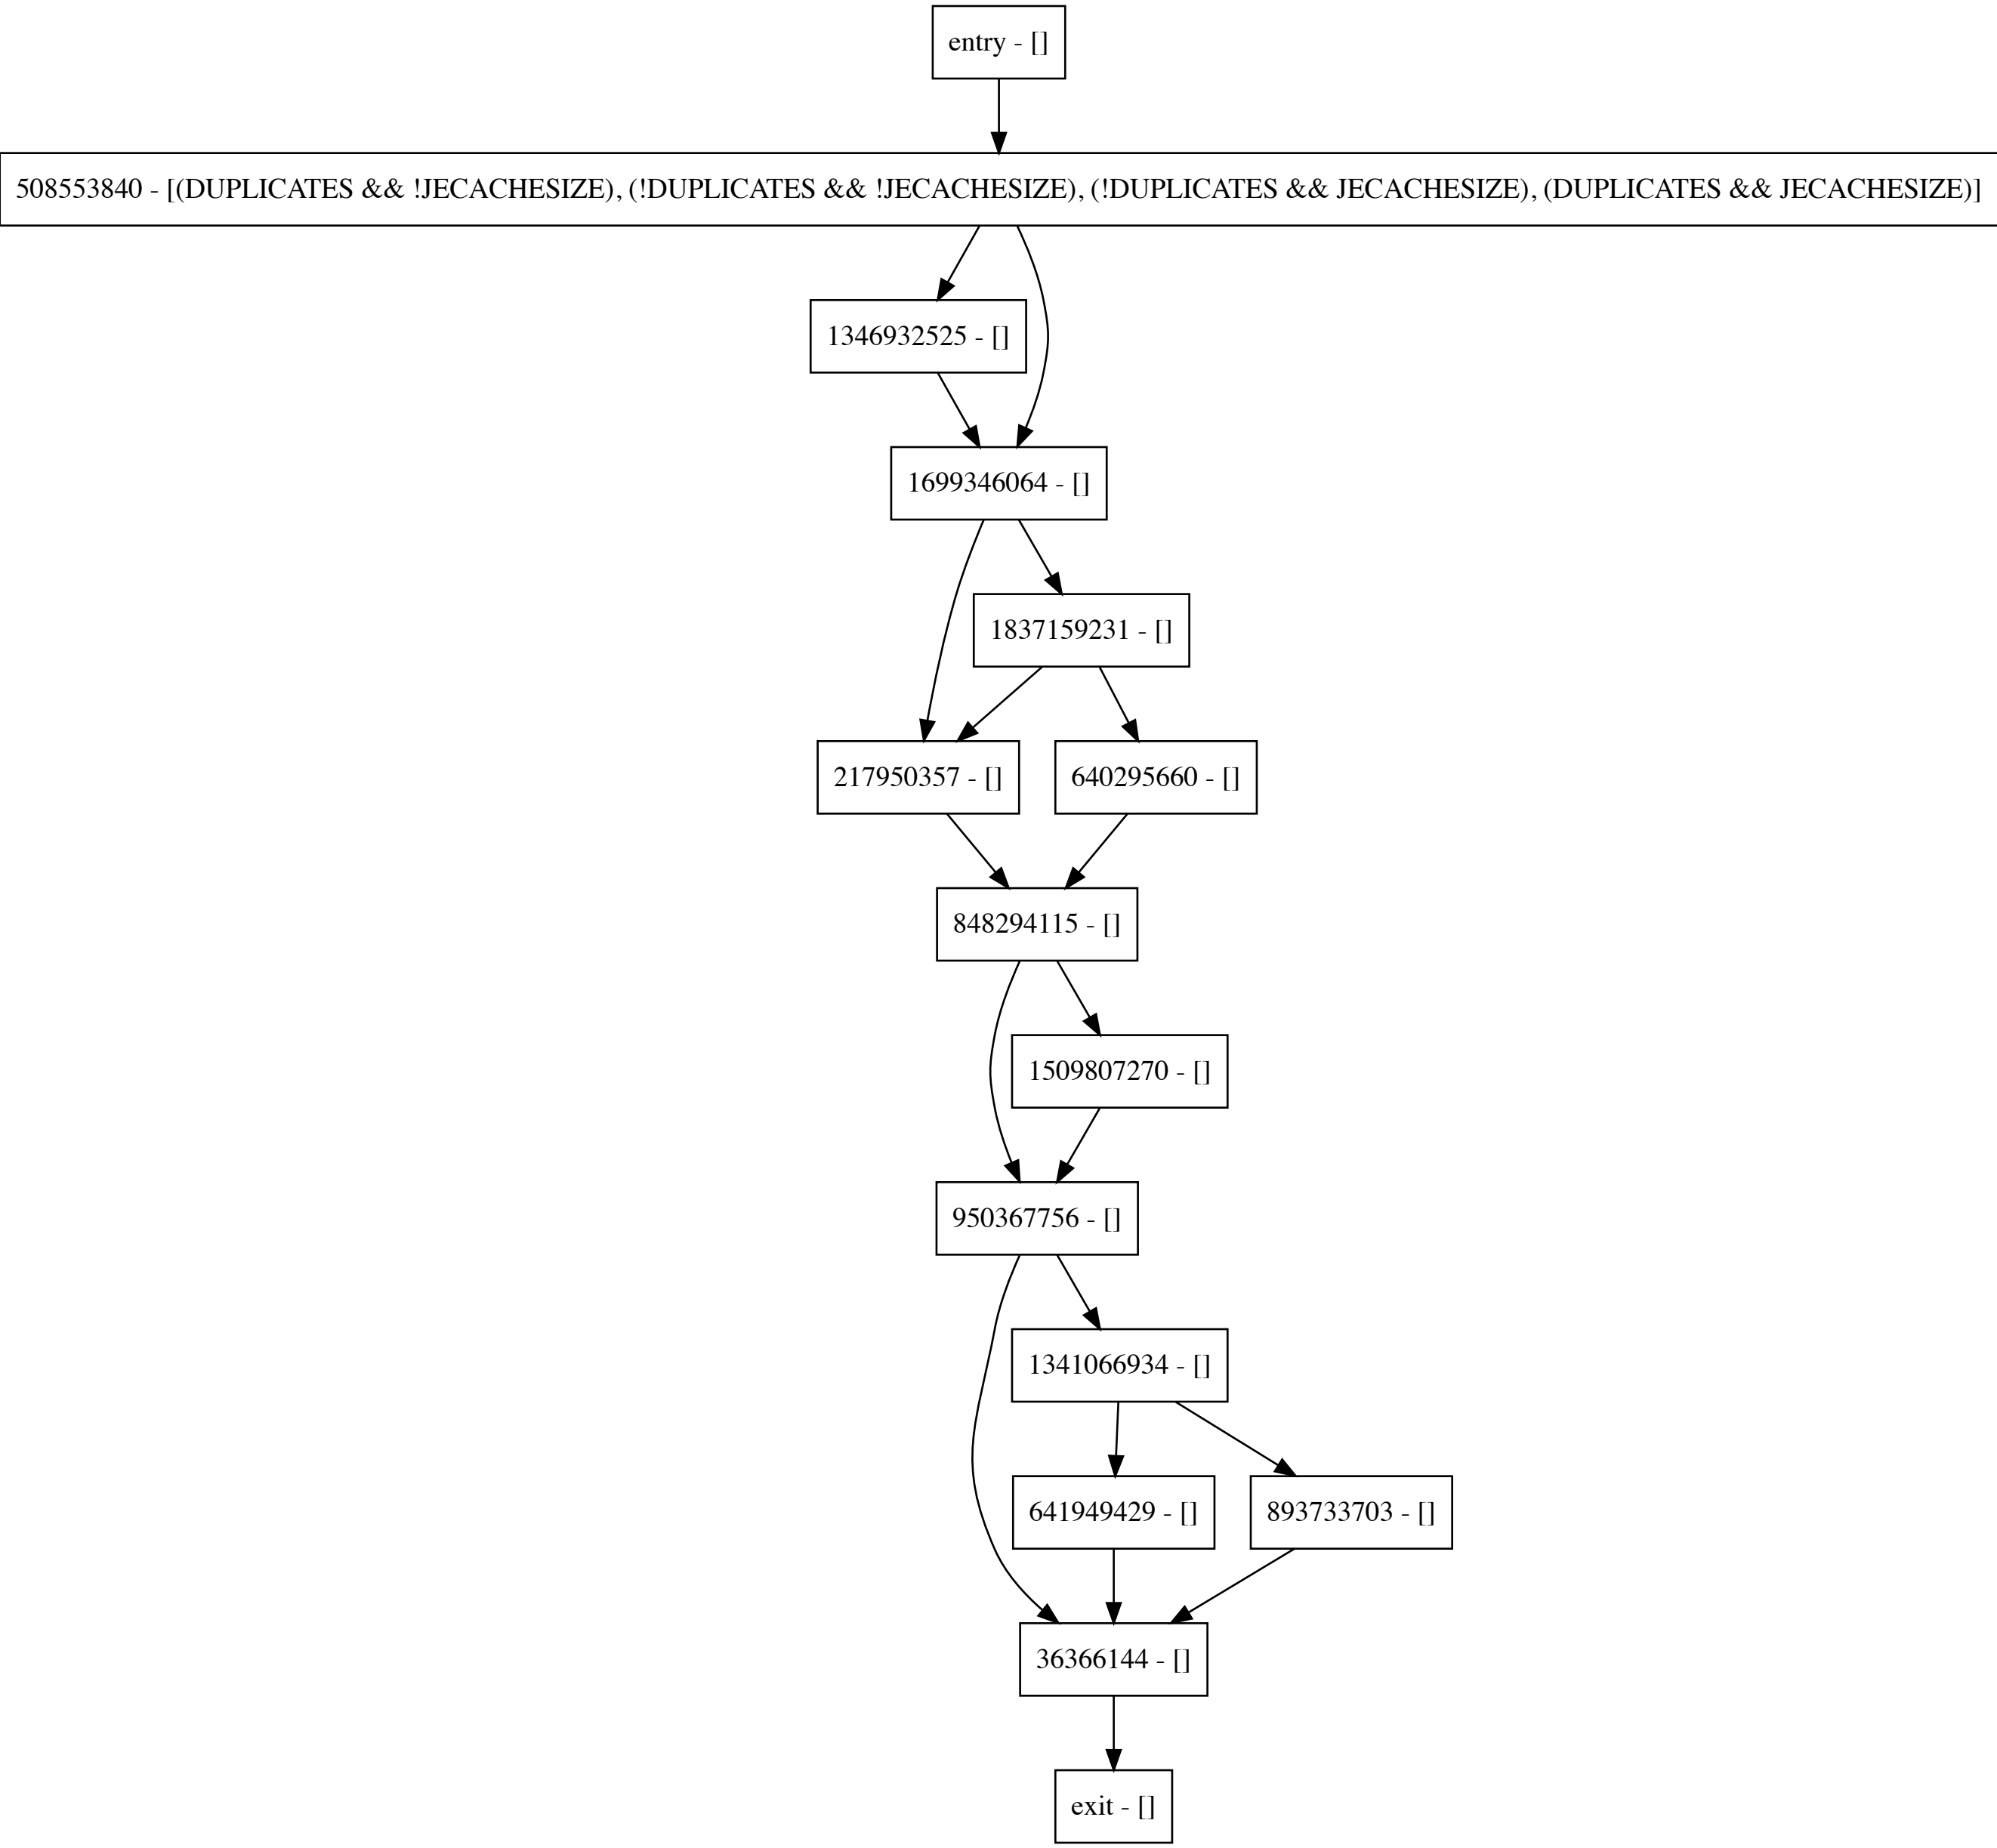 entry - []
508553840 - [(DUPLICATES && !JECACHESIZE), (!DUPLICATES && !JECACHESIZE), (!DUPLICATES && JECACHESIZE), (DUPLICATES && JECACHESIZE)]
1346932525 - []
1699346064 - []
1837159231 - []
217950357 - []
640295660 - []
848294115 - []
1509807270 - []
950367756 - []
1341066934 - []
641949429 - []
893733703 - []
36366144 - []
exit - []